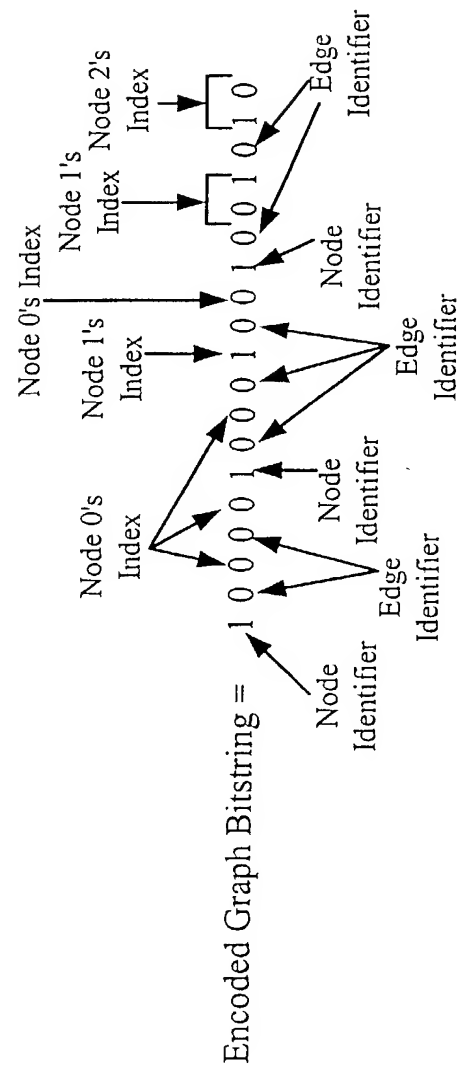 Node 0's Index
Node 0's
Index
Node 1's
Index
Node 1's
Index
Node 2's
Index
Encoded Graph Bitstring = 1 0 0 0 0 1 0 0 0 1 0 0 1 0 0 1 0 1 0
Node
Identifier
Edge
Identifier
Node
Identifier
Edge
Identifier
Node
Identifier
Edge
Identifier